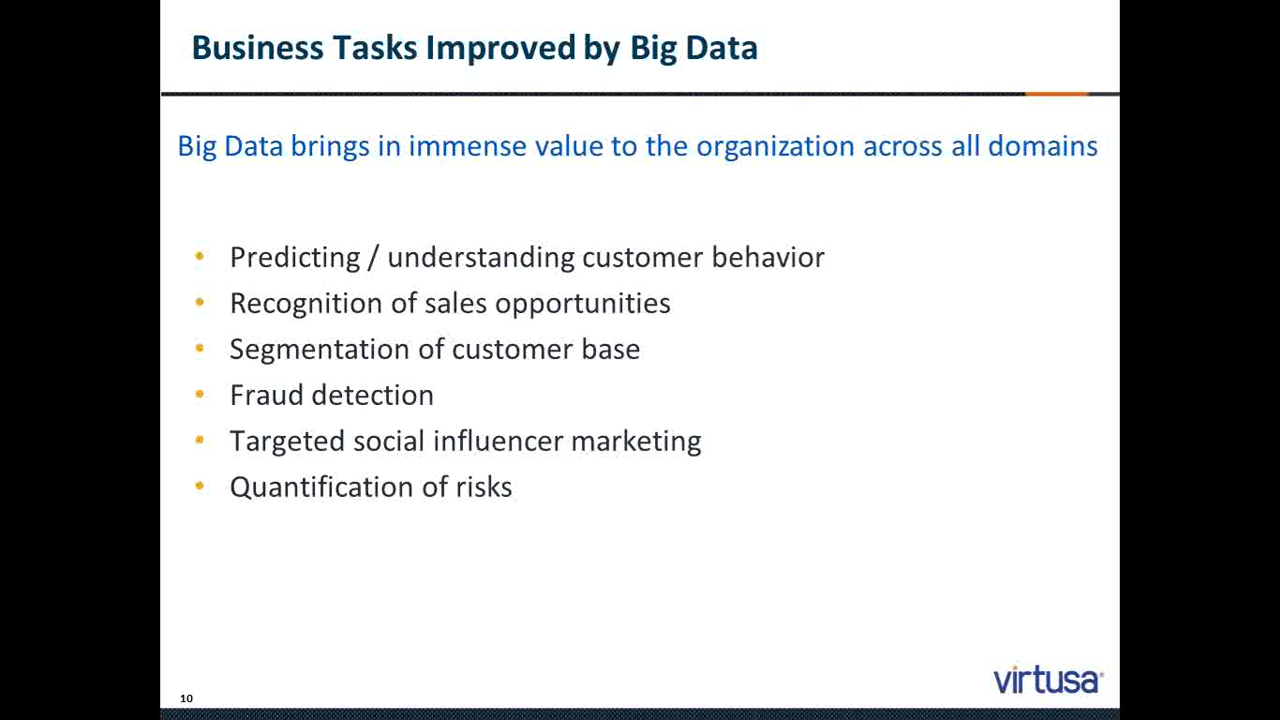 Business Tasks Improved by Big Data
Big Data brings in immense value to the organization across all domains
• Predicting / understanding customer behavior
• Recognition of sales opportunities
• Segmentation of customer base
• Fraud detection
• Targeted social influencer marketing
• Quantification of risks
10
virtusa